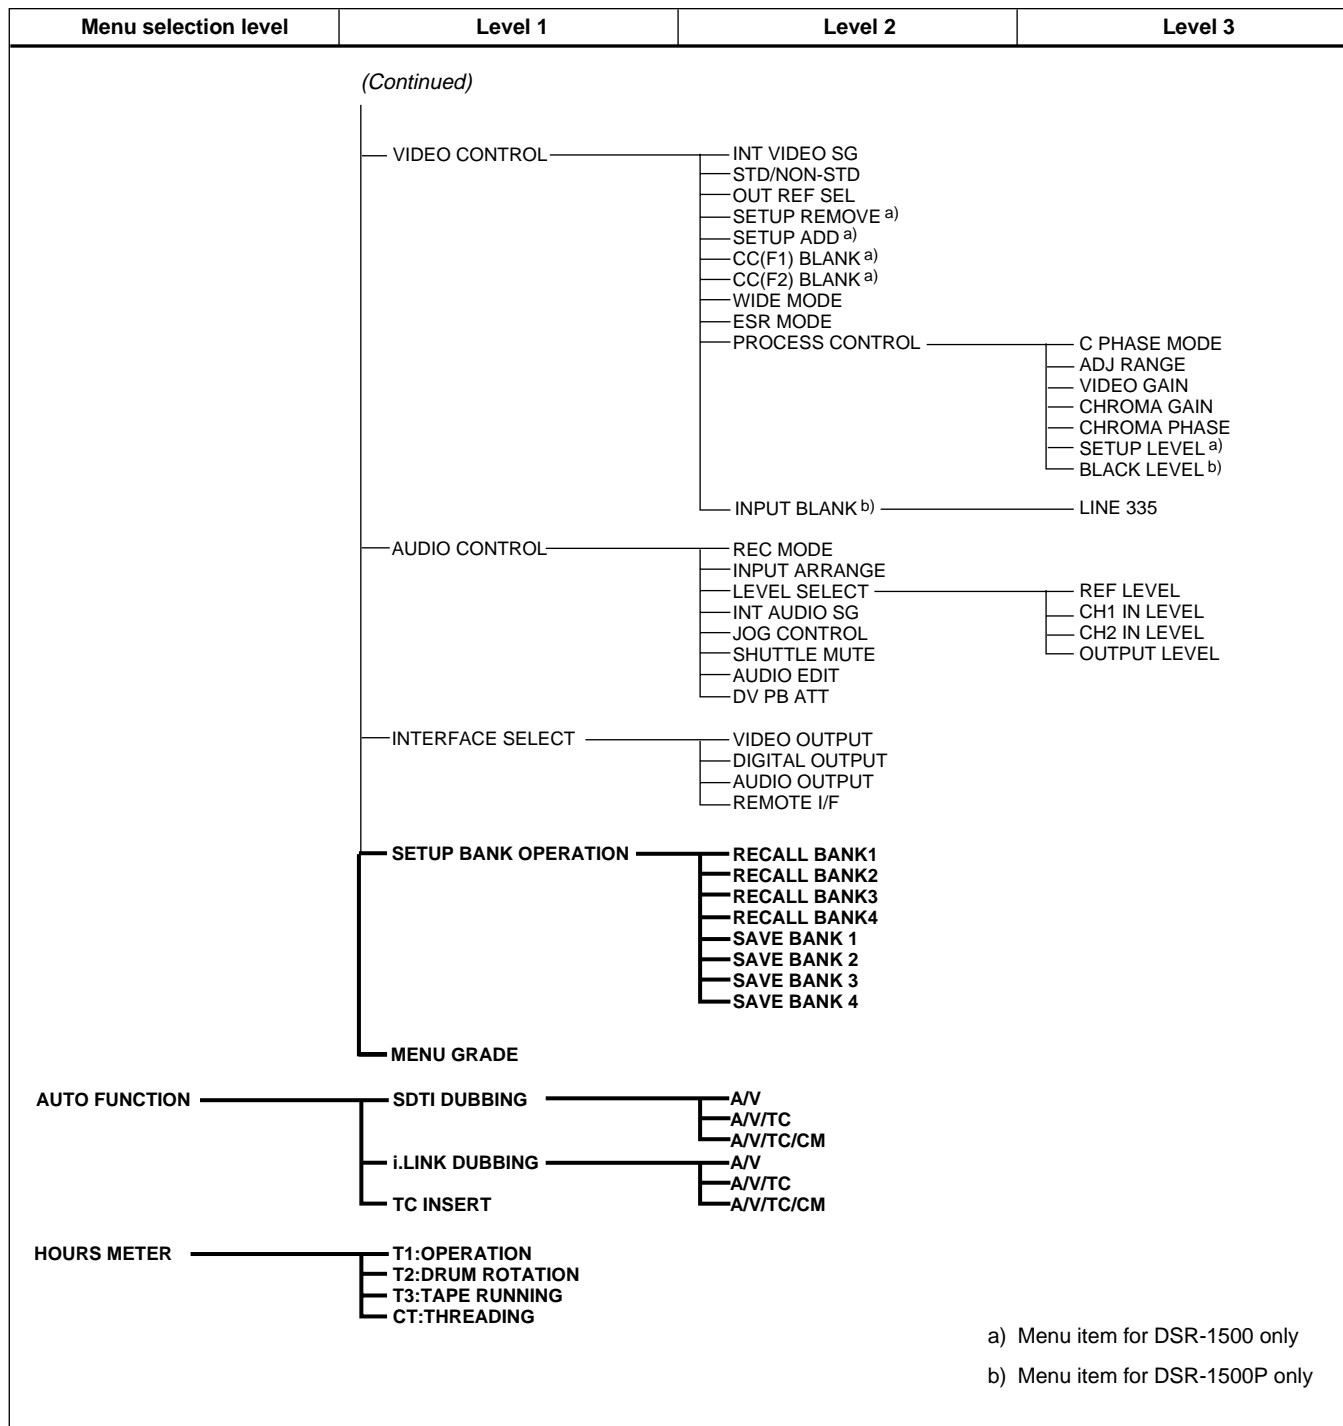 Menu selection level Level 1 Level 2 Level 3
(Continued)
VIDEO CONTROL INT VIDEO SG
STD/NON-STD
OUT REF SEL
SETUP REMOVE a)
SETUP ADD a)
CC(F1) BLANK a)
CC(F2) BLANK a)
WIDE MODE
ESR MODE
PROCESS CONTROL C PHASE MODE
ADJ RANGE
VIDEO GAIN
CHROMA GAIN
CHROMA PHASE
SETUP LEVEL a)
BLACK LEVEL b)
INPUT BLANK b) LINE 335
AUDIO CONTROL REC MODE
INPUT ARRANGE
LEVEL SELECT REF LEVEL
INT AUDIO SG CH1 IN LEVEL
JOG CONTROL CH2 IN LEVEL
SHUTTLE MUTE OUTPUT LEVEL
AUDIO EDIT
DV PB ATT
INTERFACE SELECT VIDEO OUTPUT
DIGITAL OUTPUT
AUDIO OUTPUT
REMOTE I/F
SETUP BANK OPERATION RECALL BANK1
RECALL BANK2
RECALL BANK3
RECALL BANK4
SAVE BANK 1
SAVE BANK 2
SAVE BANK 3
SAVE BANK 4
MENU GRADE
AUTO FUNCTION SDTI DUBBING A/V
A/V/TC
A/V/TC/CM
i.LINK DUBBING A/V
A/V/TC
TC INSERT A/V/TC/CM
HOURS METER T1:OPERATION
T2:DRUM ROTATION
T3:TAPE RUNNING
CT:THREADING
a) Menu item for DSR-1500 only
b) Menu item for DSR-1500P only